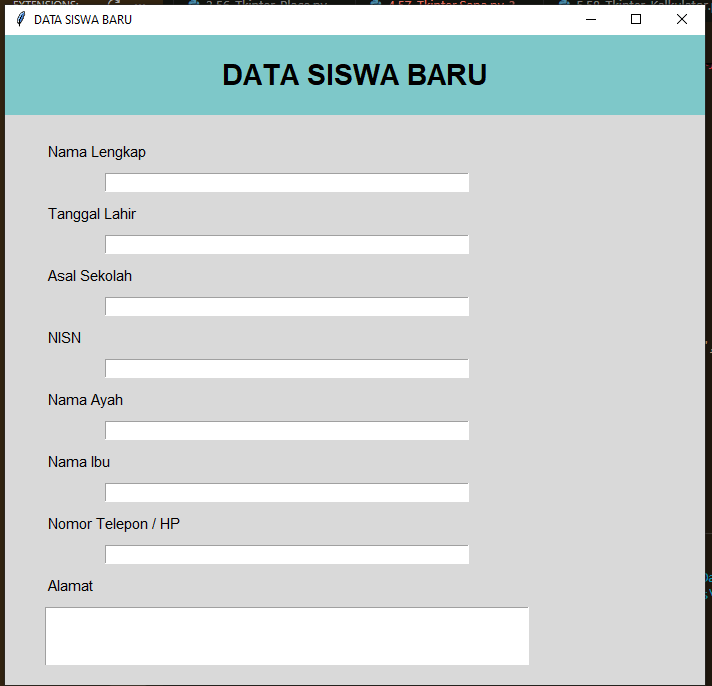 DATA SISWA BARU
DATA SISWA BARU
Nama Lengkap
Tanggal Lahir
Asal Sekolah
NISN
Nama Ayah
Nama Ibu
Nomor Telepon / HP
Alamat